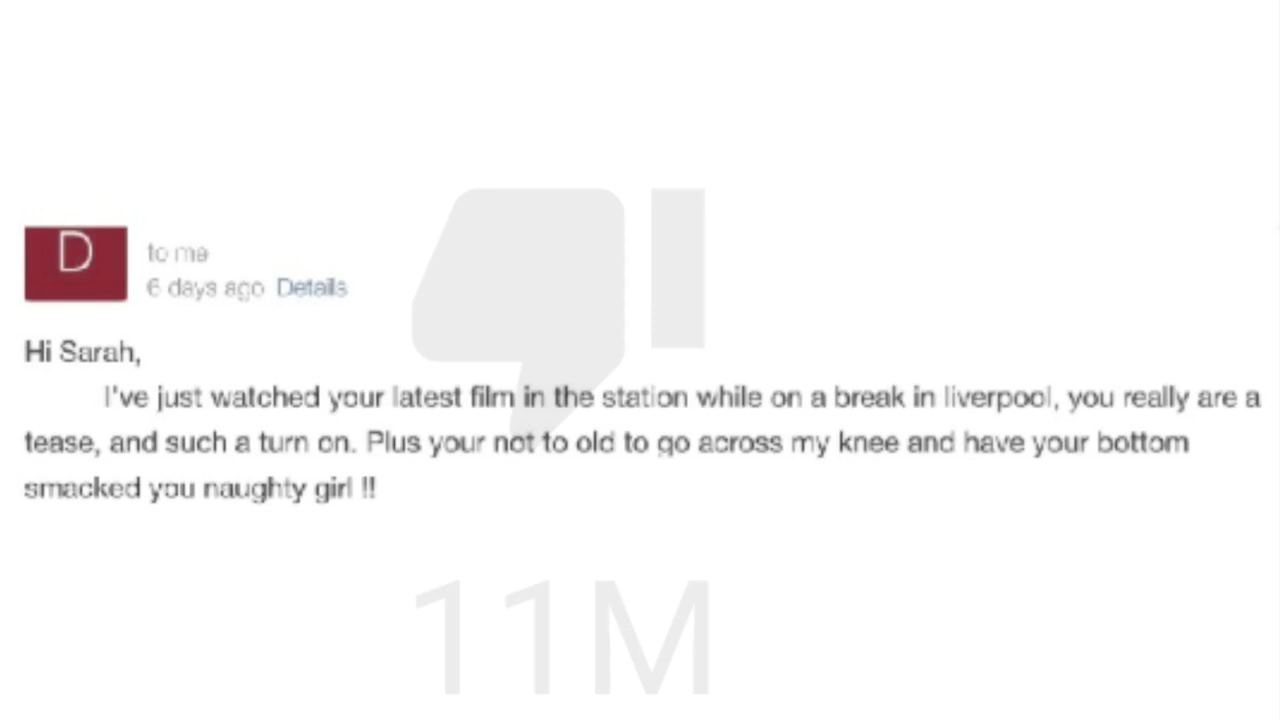 D
to me
6 days ago Details
Hi Sarah,
I've just watched your latest film in the station while on a break in liverpool, you really are a
tease, and such a turn on. Plus your not to old to go across my knee and have your bottom
smacked you naughty girl !!
11M